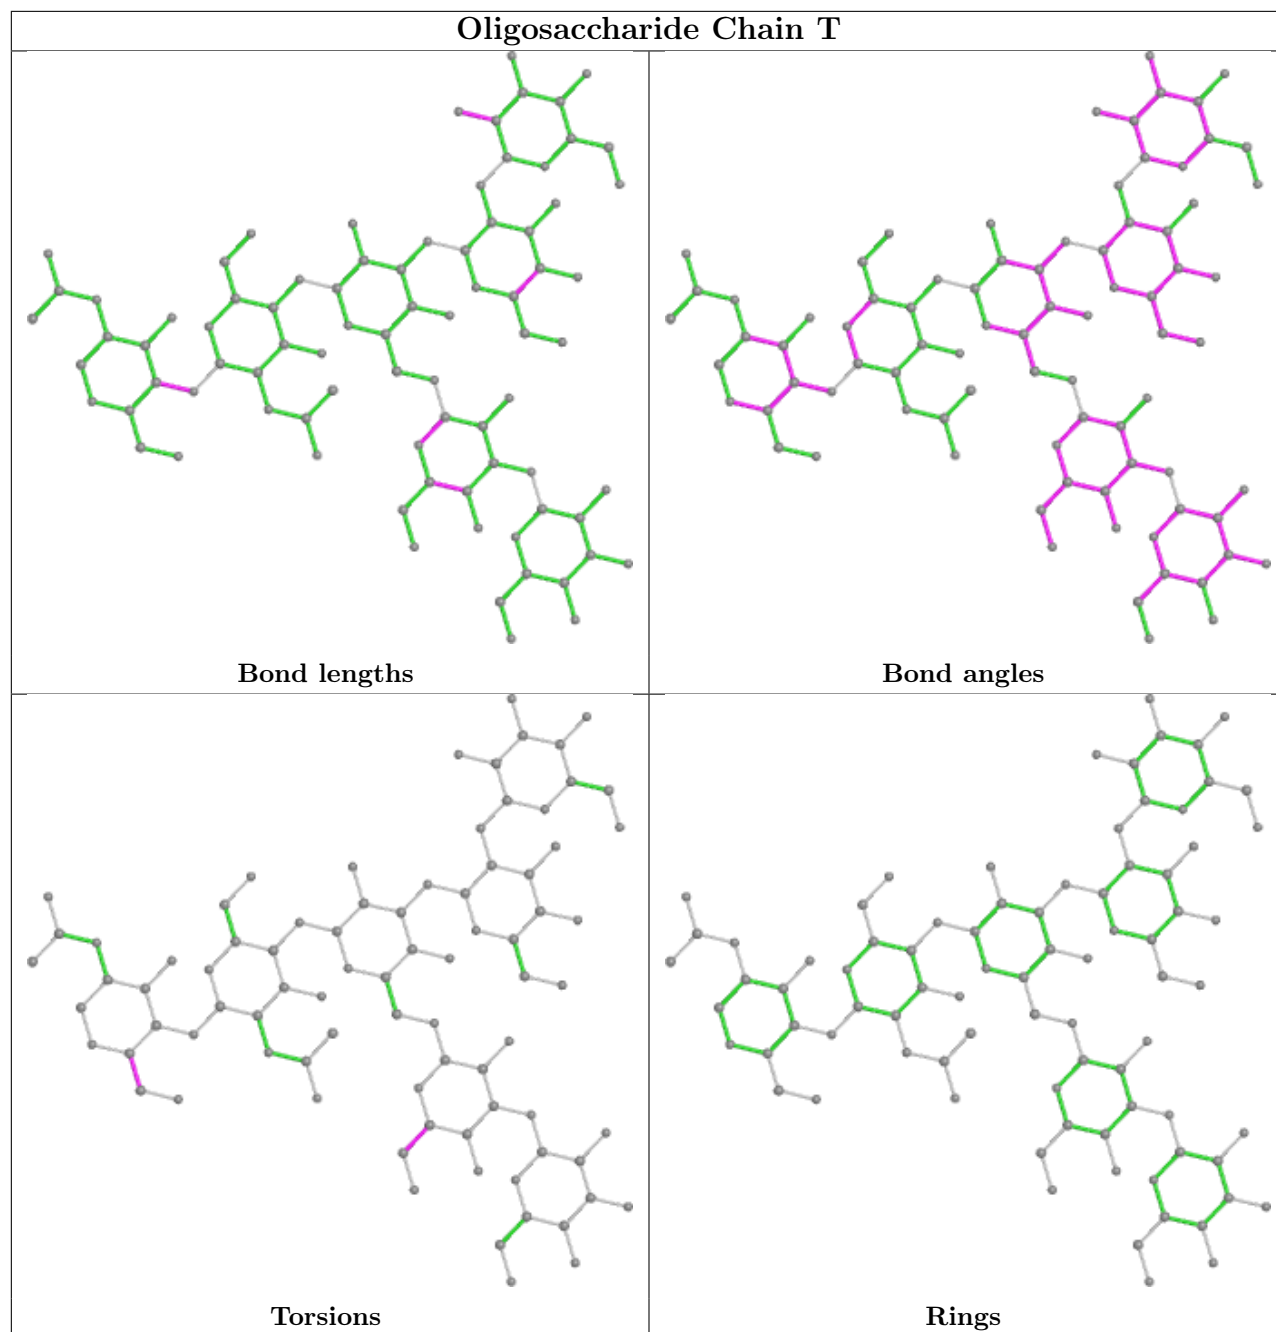 Oligosaccharide Chain T
Bond lengths
Bond angles
Torsions
Rings